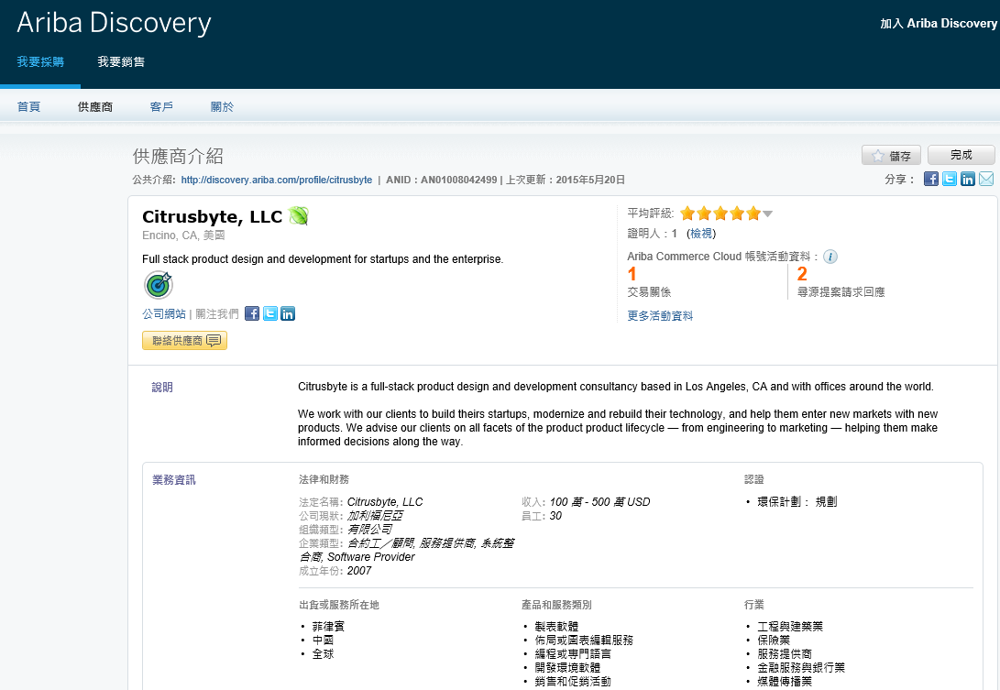 Ariba Discovery
加入 Ariba Discovery
我要採購 我要銷售
首頁 供應商 客戶 關於
供應商介紹
儲存 完成
公共介紹: http://discovery.ariba.com/profile/citrusbyte | ANID：AN01008042499 | 上次更新：2015年5月20日
分享：
Citrusbyte, LLC
Encino, CA, 美國
Full stack product design and development for startups and the enterprise.
公司網站 | 關注我們
聯絡供應商
平均評級:
證明人：1 (檢視)
Ariba Commerce Cloud 帳號活動資料：
1 2
交易關係 尋源提案請求回應
更多活動資料
說明
Citrusbyte is a full-stack product design and development consultancy based in Los Angeles, CA and with offices around the world.
We work with our clients to build theirs startups, modernize and rebuild their technology, and help them enter new markets with new
products. We advise our clients on all facets of the product product lifecycle — from engineering to marketing — helping them make
informed decisions along the way.
業務資訊
法律和財務
法定名稱: Citrusbyte, LLC
公司現狀: 加利福尼亞
組織類型: 有限公司
企業類型: 合約工／顧問, 服務提供商, 系統整
合商, Software Provider
成立年份: 2007
收入: 100 萬 - 500 萬 USD
員工: 30
認證
• 環保計劃： 規劃
出貨或服務所在地
• 菲律賓
• 中國
• 全球
產品和服務類別
• 製表軟體
• 佈局或圖表編輯服務
• 編程或專門語言
• 開發環境軟體
• 銷售和促銷活動
行業
• 工程與建築業
• 保險業
• 服務提供商
• 金融服務與銀行業
• 媒體傳播業